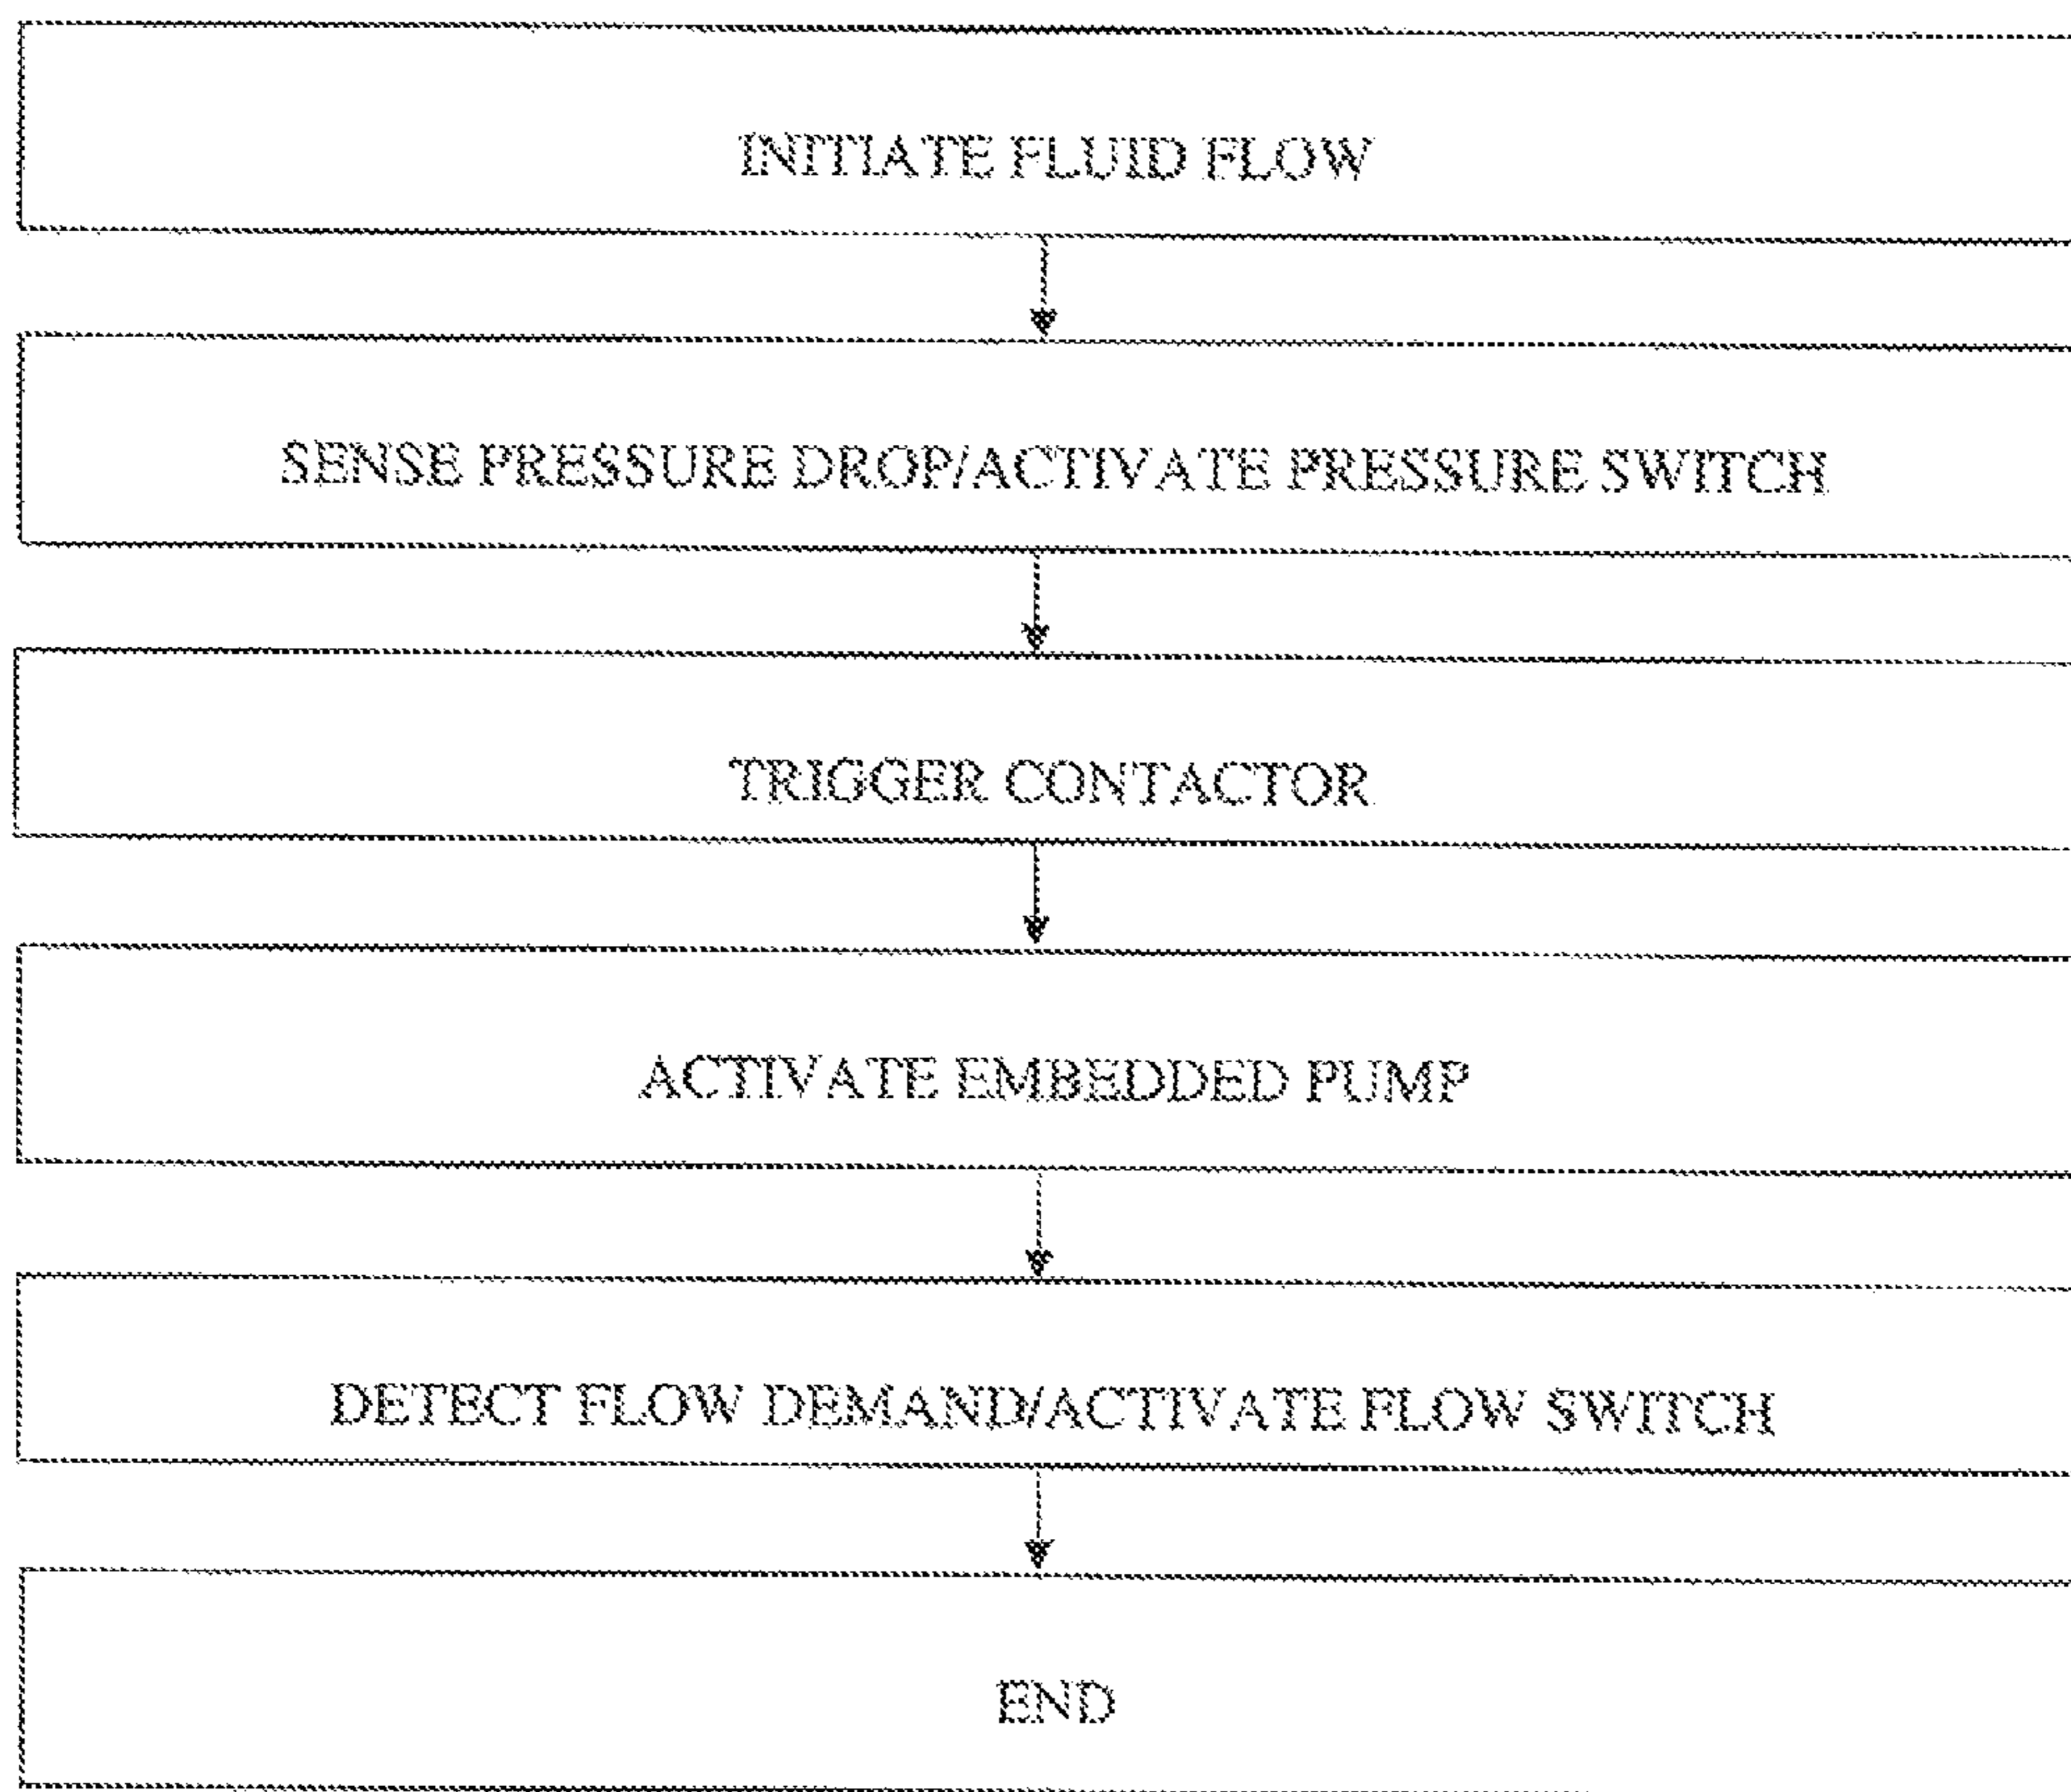 INITIATE FLUID FLOW
SENSE PRESSURE DROP/ACTIVATE PRESSURE SWITCH
TRIGGER CONTACTOR
ACTIVATE EMBEDDED PUMP
DETECT FLOW DEMAND/ACTIVATE FLOW SWITCH
END